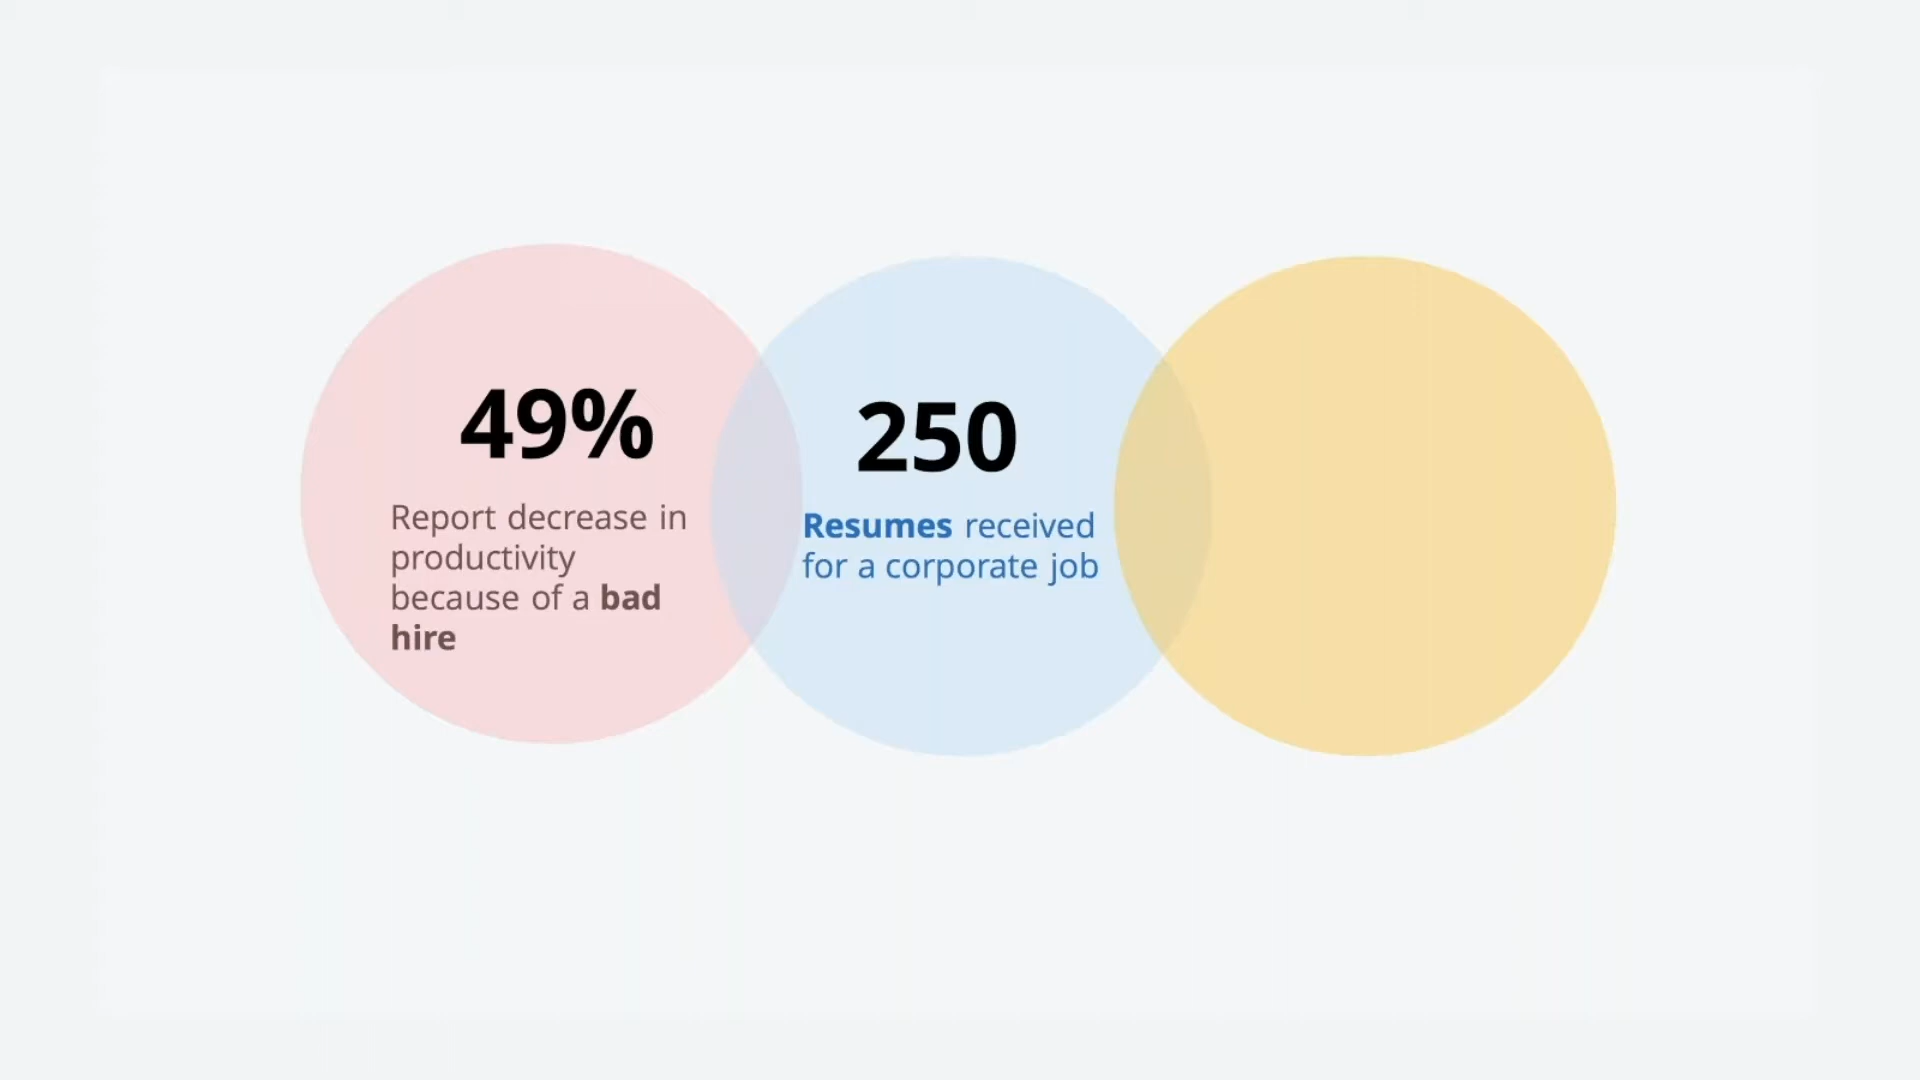 49%
Report decrease in
productivity
because of a bad
hire
250
Resumes received
for a corporate job